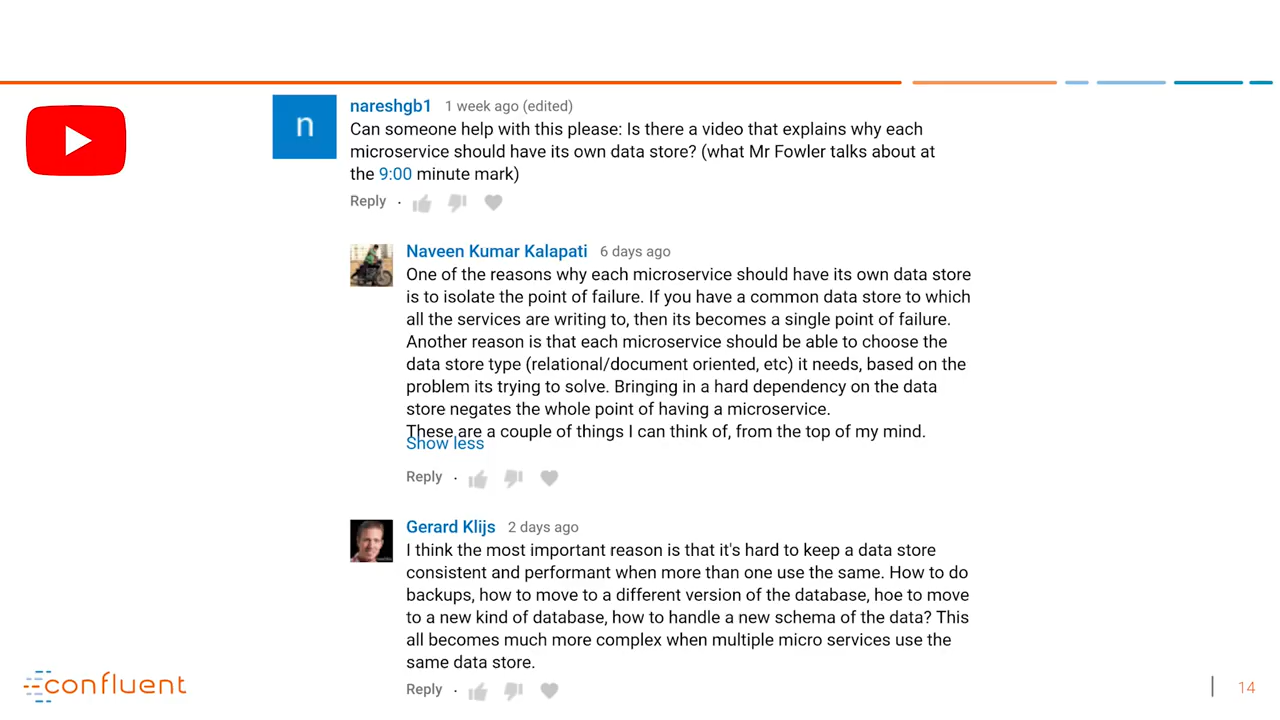 n
nareshgb1 1 week ago (edited)
Can someone help with this please: Is there a video that explains why each
microservice should have its own data store? (what Mr Fowler talks about at
the 9:00 minute mark)
Reply ·
Naveen Kumar Kalapati 6 days ago
One of the reasons why each microservice should have its own data store
is to isolate the point of failure. If you have a common data store to which
all the services are writing to, then its becomes a single point of failure.
Another reason is that each microservice should be able to choose the
data store type (relational/document oriented, etc) it needs, based on the
problem its trying to solve. Bringing in a hard dependency on the data
store negates the whole point of having a microservice.
These are a couple of things I can think of, from the top of my mind.
Show less
Reply ·
Gerard Klijs 2 days ago
I think the most important reason is that it's hard to keep a data store
consistent and performant when more than one use the same. How to do
backups, how to move to a different version of the database, hoe to move
to a new kind of database, how to handle a new schema of the data? This
all becomes much more complex when multiple micro services use the
same data store.
Reply ·
confluent
14